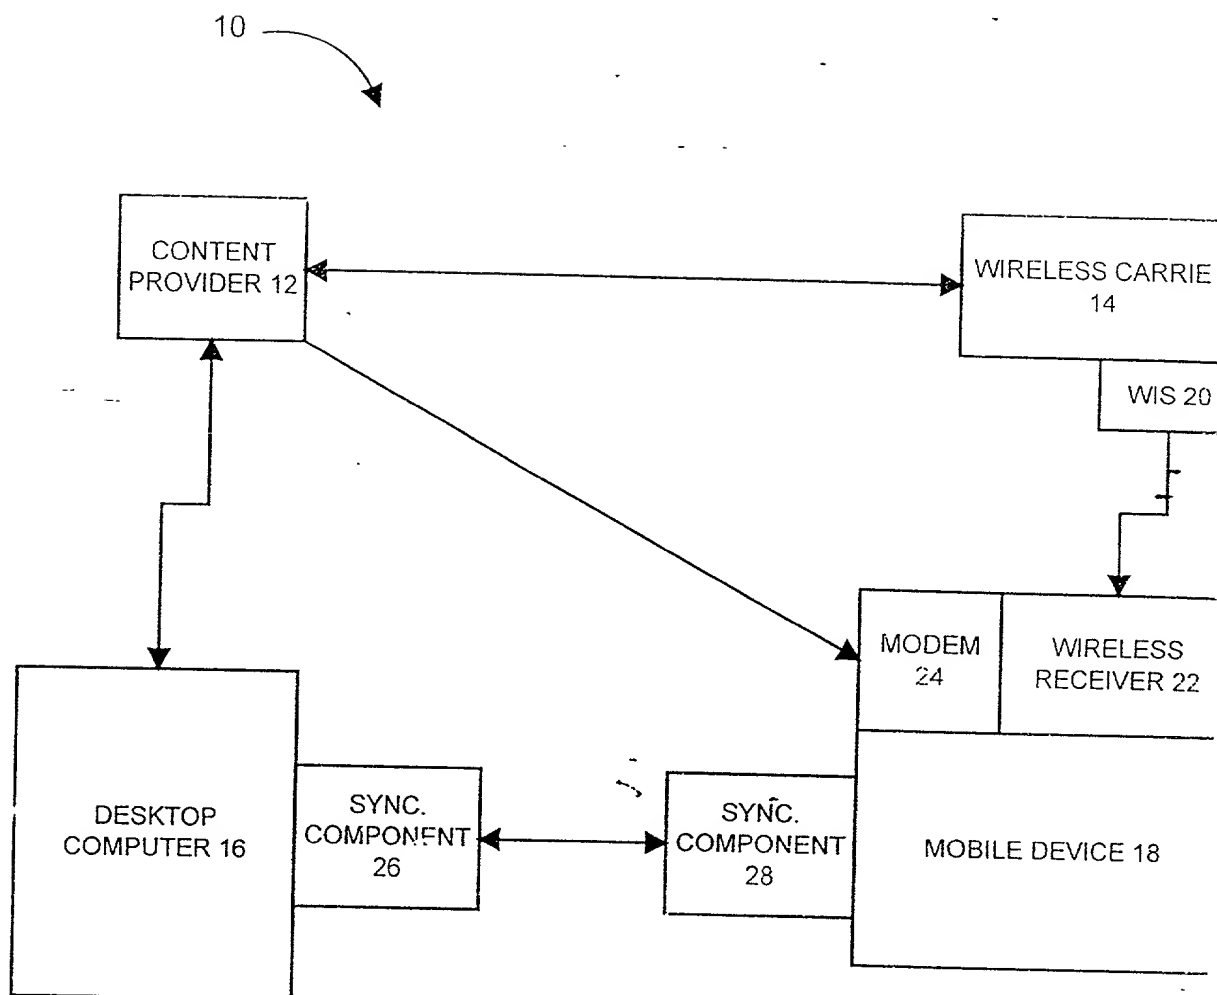 10
CONTENT
PROVIDER 12
WIRELESS CARRIE
14
WIS 20
MODEM
24
WIRELESS
RECEIVER 22
DESKTOP
COMPUTER 16
SYNC.
COMPONENT
26
SYNC.
COMPONENT
28
MOBILE DEVICE 18